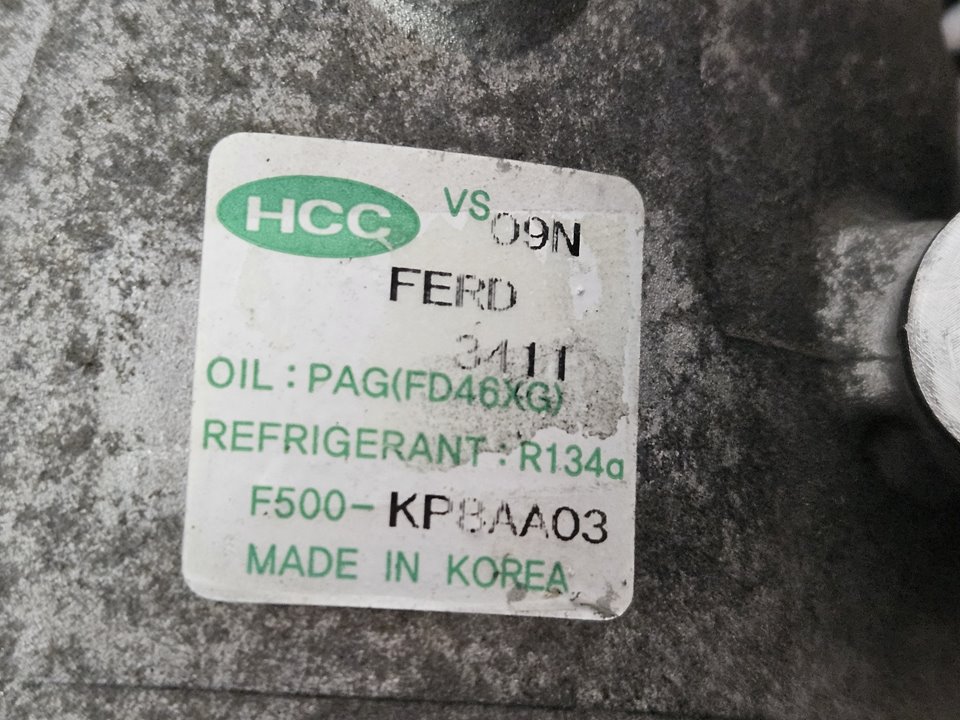 HCC VS 09N
FERD
3411
OIL : PAG(FD46XG)
REFRIGERANT : R134a
F500- KP8AA03
MADE IN KOREA